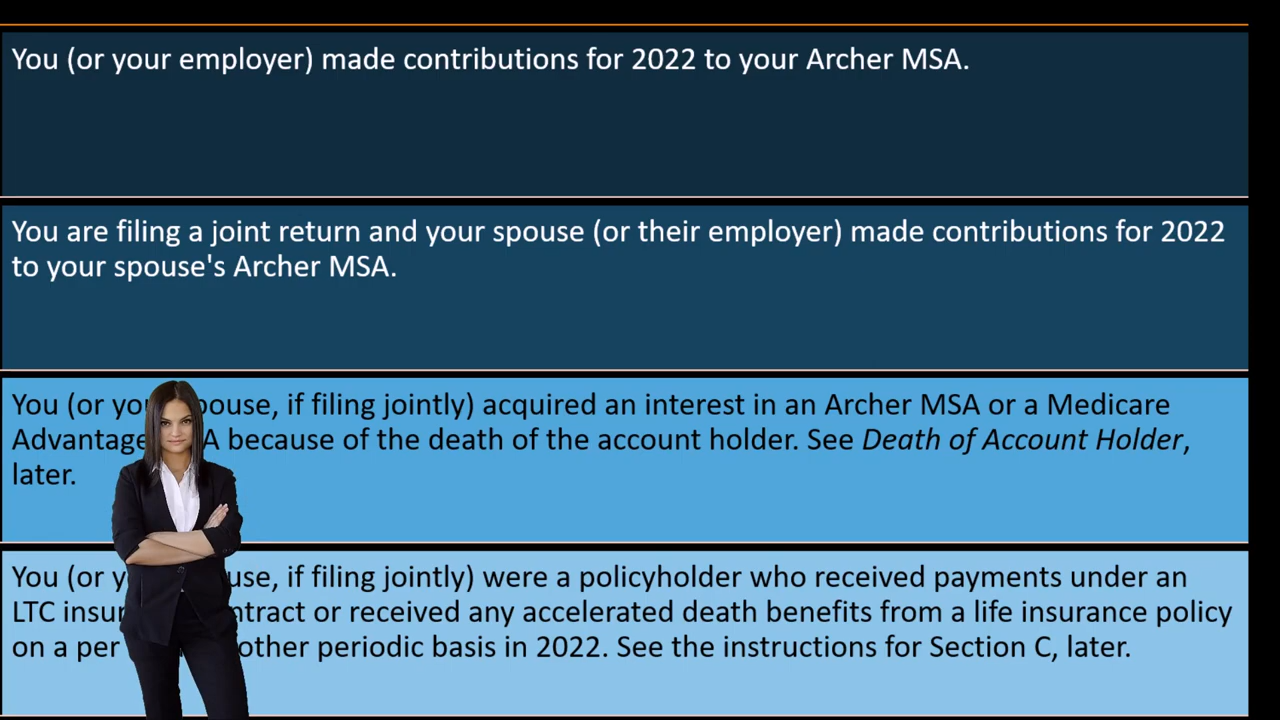 You (or your employer) made contributions for 2022 to your Archer MSA.
You are filing a joint return and your spouse (or their employer) made contributions for 2022
to your spouse's Archer MSA.
You (or spouse, if filing jointly) acquired an interest in an Archer MSA or a Medicare
Advantage because of the death of the account holder. See Death of Account Holder,
later.
You (or if filing jointly) were a policyholder who received payments under an
LTC or received any accelerated death benefits from a life insurance policy
on a per other periodic basis in 2022. See the instructions for Section C, later.